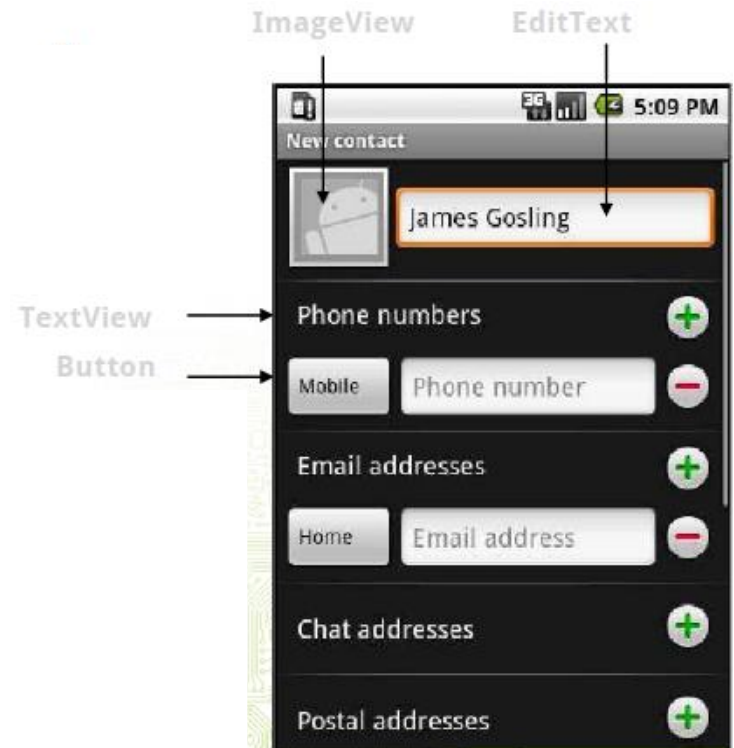 ImageView EditText
3G 5:09 PM
New contact
James Gosling
TextView
Phone numbers
Button
Mobile Phone number
Email addresses
Home Email address
Chat addresses
Postal addresses